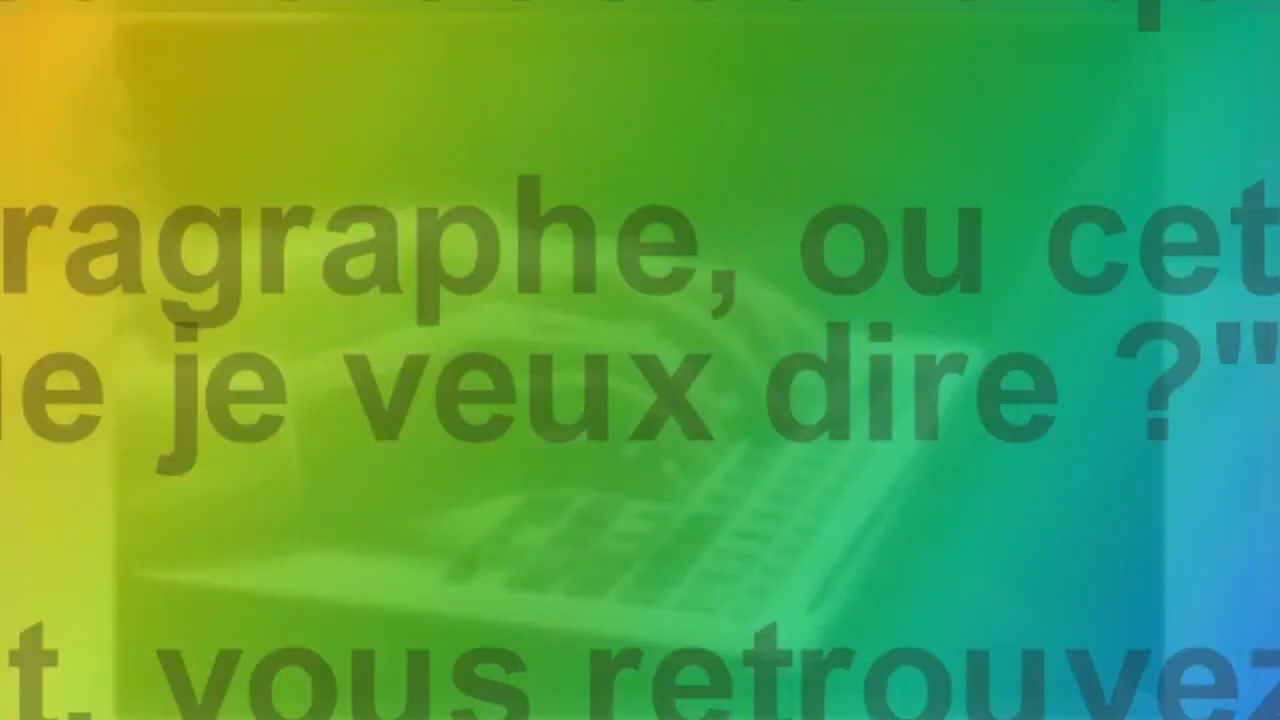 ragraphe, ou cet
e je veux dire ?"
t, vous retrouvez